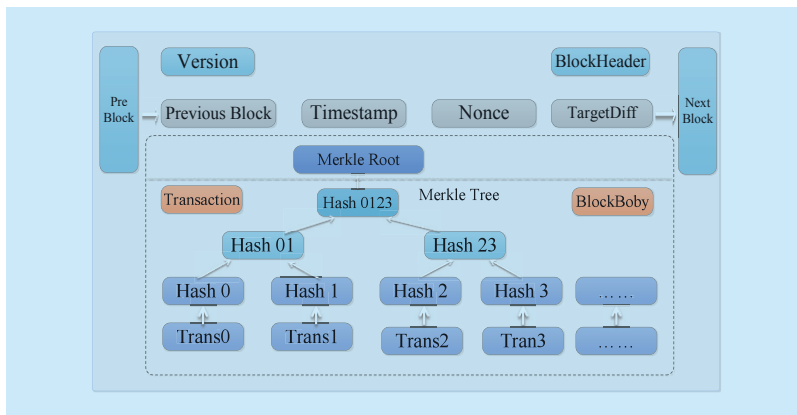 Version
BlockHeader
Pre
Block
Next
Block
Previous Block
Timestamp
Nonce
TargetDiff
Merkle Root
Merkle Tree
Transaction
Hash 0123
BlockBoby
Hash 01
Hash 23
Hash 0
Hash 1
Hash 2
Hash 3
... ...
Trans0
Trans1
Trans2
Tran3
... ...